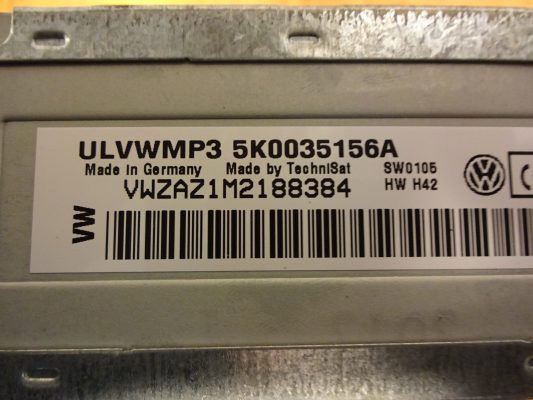 ULVWMP3 5K0035156A
Made in Germany Made by TechniSat SW0105
VWZAZ1M2188384 HW H42
VW